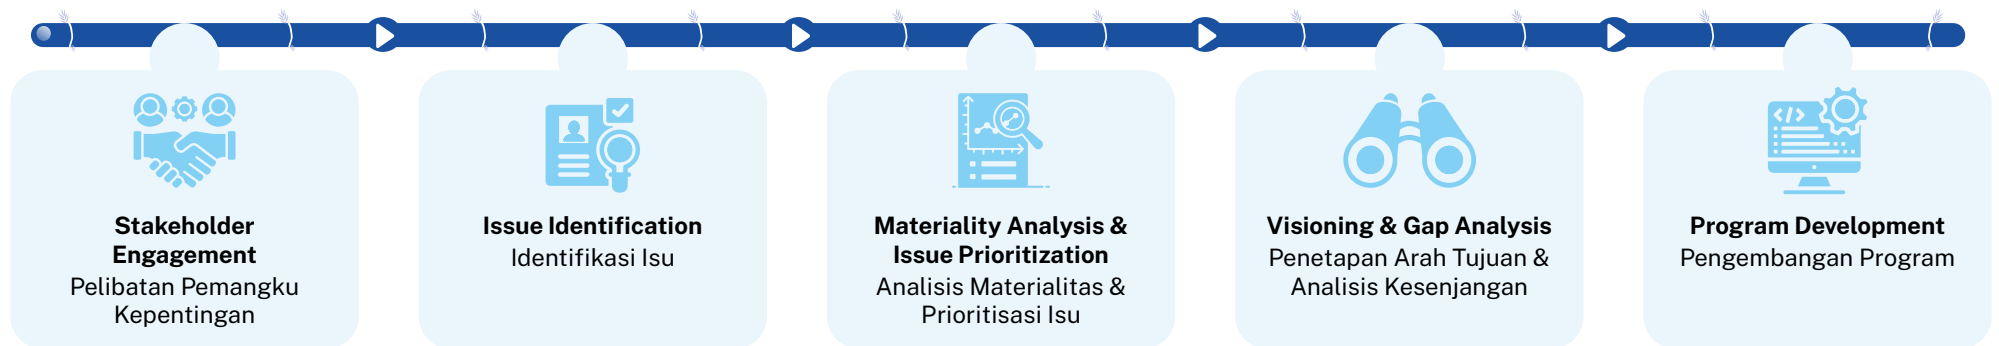 Stakeholder
Engagement
Pelibatan Pemangku
Kepentingan
Issue Identification
Identifikasi Isu
Materiality Analysis &
Issue Prioritization
Analisis Materialitas &
Prioritisasi Isu
Visioning & Gap Analysis
Penetapan Arah Tujuan &
Analisis Kesenjangan
Program Development
Pengembangan Program